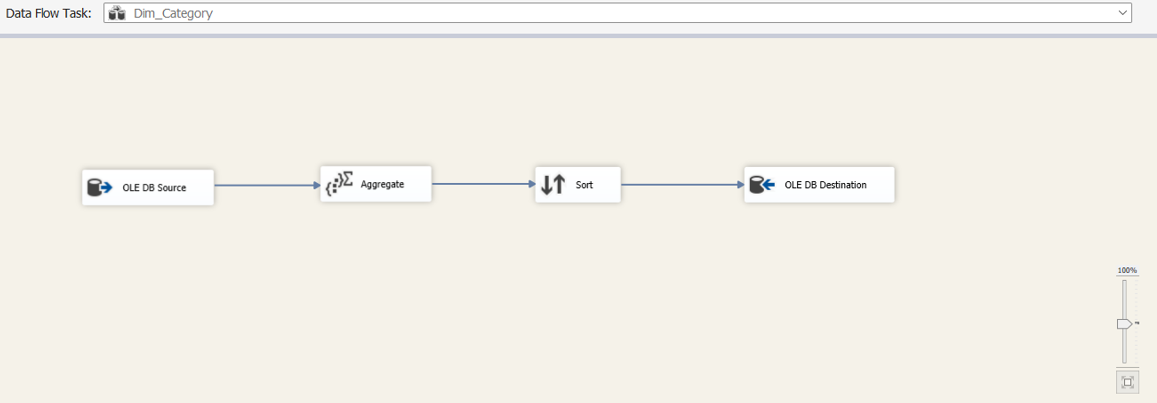 Data Flow Task: Dim_Category
OLE DB Source
Aggregate
Sort
OLE DB Destination
100%